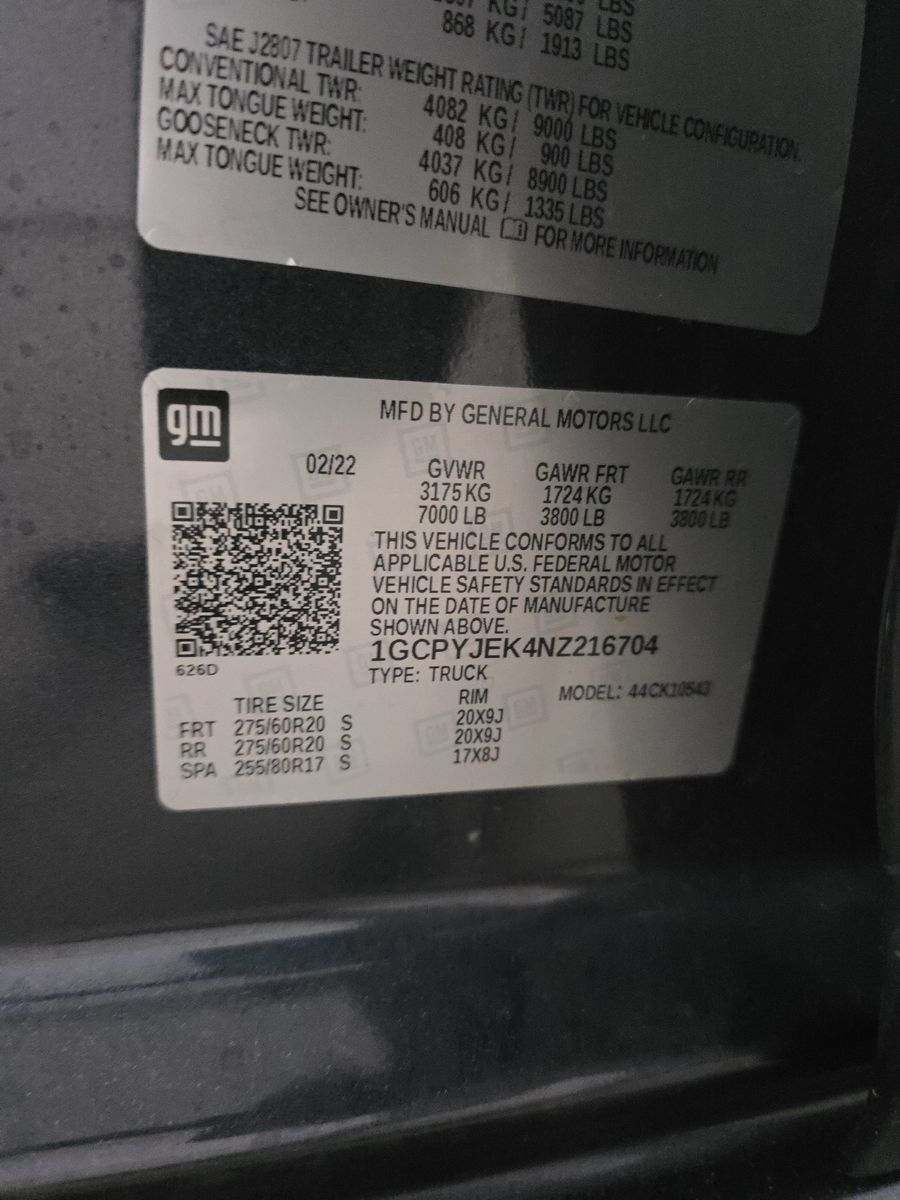 KG/ 5087 LBS
868 KG/ 1913 LBS
SAE J2807 TRAILER WEIGHT RATING (TWR) FOR VEHICLE CONFIGURATION.
CONVENTIONAL TWR: 4082 KG/ 9000 LBS
MAX TONGUE WEIGHT: 408 KG/ 900 LBS
GOOSENECK TWR: 4037 KG/ 8900 LBS
MAX TONGUE WEIGHT: 606 KG/ 1335 LBS
SEE OWNER'S MANUAL FOR MORE INFORMATION
gm
MFD BY GENERAL MOTORS LLC
02/22 GVWR GAWR FRT GAWR RR
3175 KG 1724 KG 1724 KG
7000 LB 3800 LB 3800 LB
THIS VEHICLE CONFORMS TO ALL
APPLICABLE U.S. FEDERAL MOTOR
VEHICLE SAFETY STANDARDS IN EFFECT
ON THE DATE OF MANUFACTURE
SHOWN ABOVE.
1GCPYJEK4NZ216704
626D
TYPE: TRUCK MODEL: 44CK10543
TIRE SIZE RIM
FRT 275/60R20 S 20X9J
RR 275/60R20 S 20X9J
SPA 255/80R17 S 17X8J